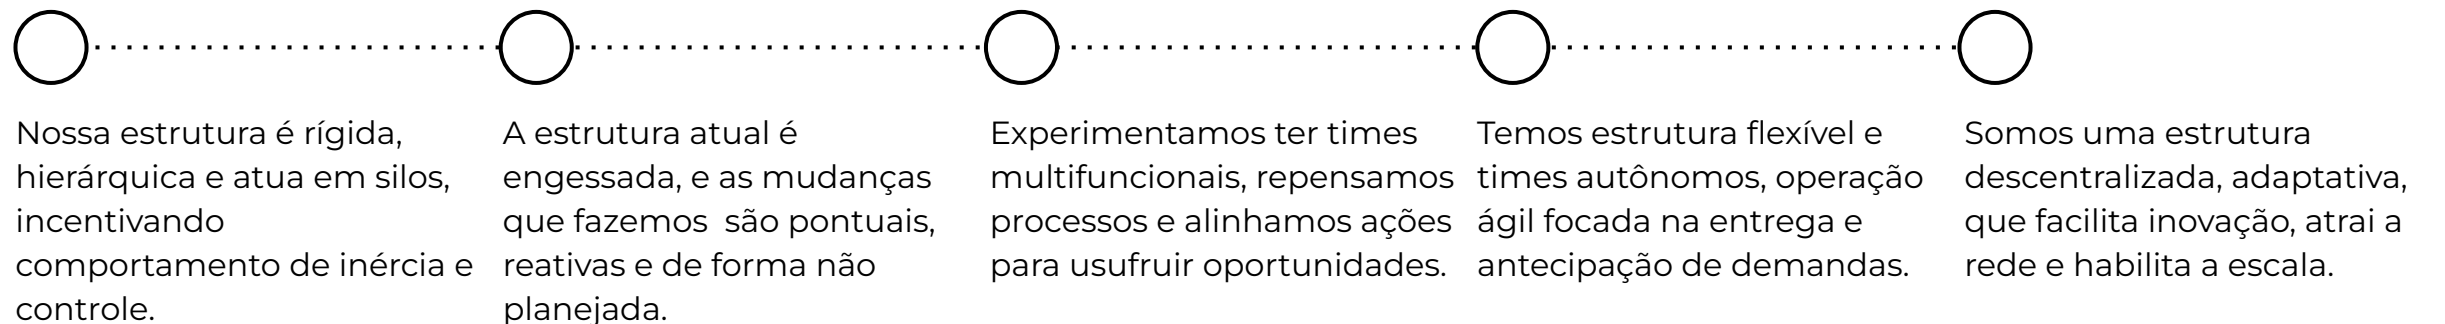 Nossa estrutura é rígida,
hierárquica e atua em silos,
incentivando
comportamento de inércia e
controle.
A estrutura atual é
engessada, e as mudanças
que fazemos  são pontuais,
reativas e de forma não
planejada.
Experimentamos ter times
multifuncionais, repensamos
processos e alinhamos ações
para usufruir oportunidades.
Temos estrutura flexível e
times autônomos, operação
ágil focada na entrega e
antecipação de demandas.
Somos uma estrutura
descentralizada, adaptativa,
que facilita inovação, atrai a
rede e habilita a escala.